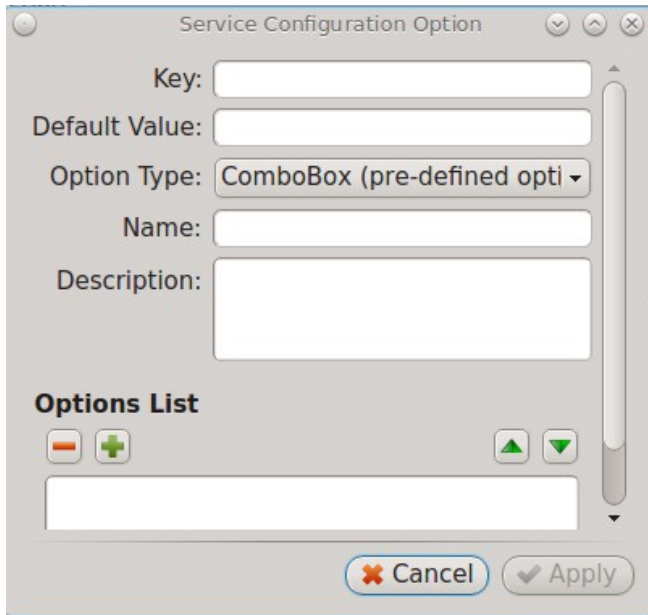 Service Configuration Option
Key:
Default Value:
Option Type: ComboBox (pre-defined opti
Name:
Description:
Options List
Cancel Apply